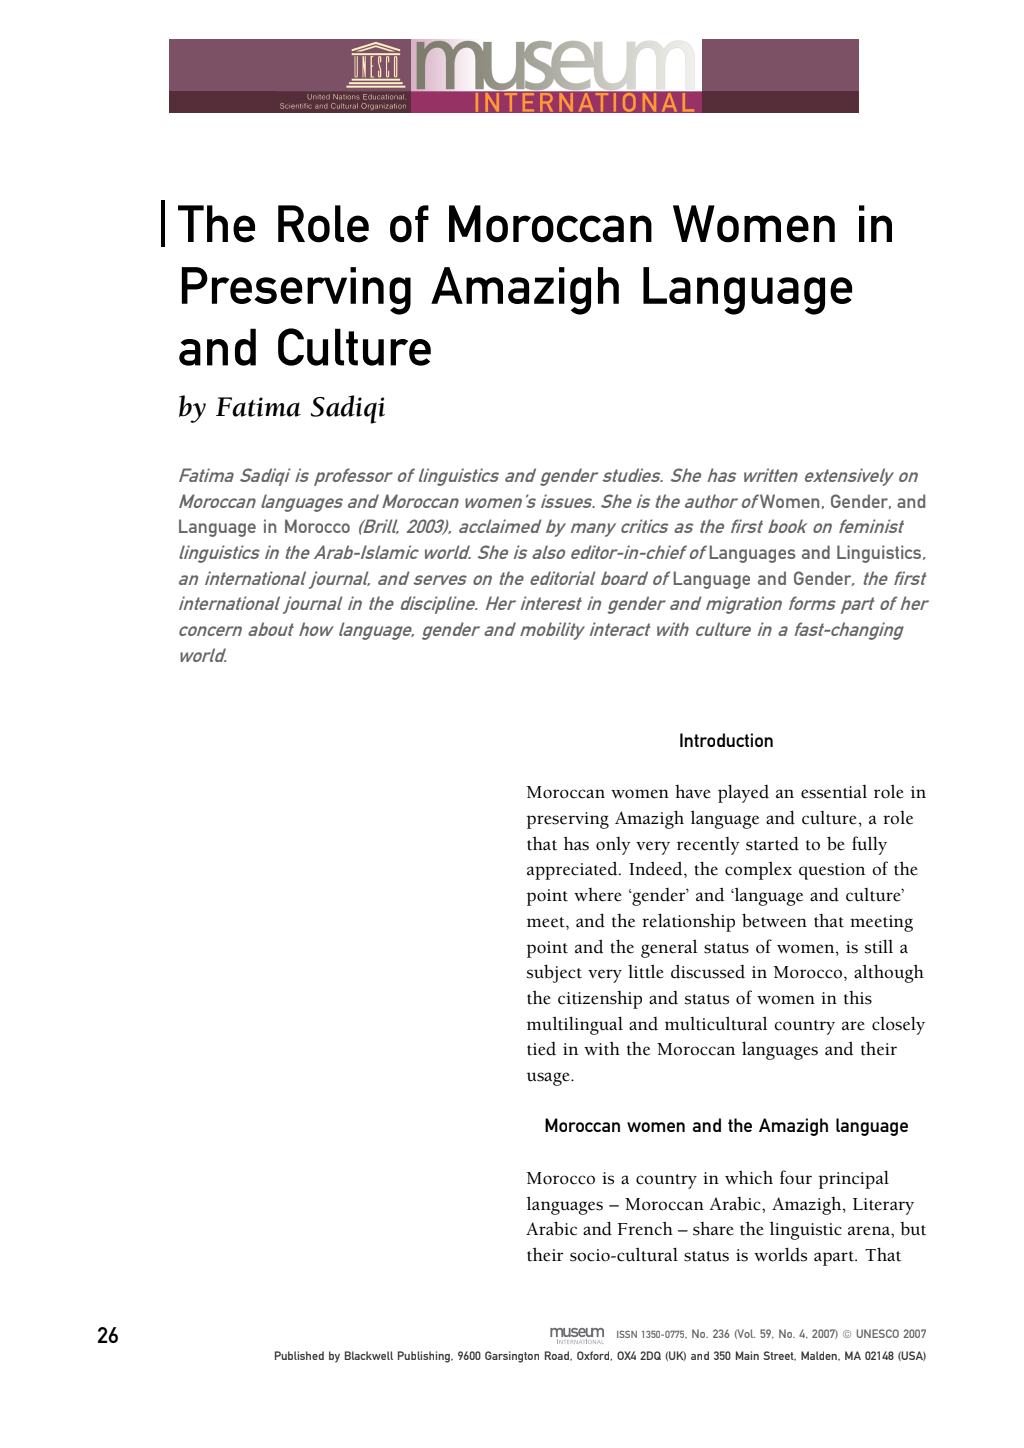 UNESCO
United Nations Educational,
Scientific and Cultural Organization
museum
INTERNATIONAL
The Role of Moroccan Women in
Preserving Amazigh Language
and Culture
by Fatima Sadiqi
Fatima Sadiqi is professor of linguistics and gender studies. She has written extensively on
Moroccan languages and Moroccan women's issues. She is the author of Women, Gender, and
Language in Morocco (Brill, 2003), acclaimed by many critics as the first book on feminist
linguistics in the Arab-Islamic world. She is also editor-in-chief of Languages and Linguistics,
an international journal, and serves on the editorial board of Language and Gender, the first
international journal in the discipline. Her interest in gender and migration forms part of her
concern about how language, gender and mobility interact with culture in a fast-changing
world.
Introduction
Moroccan women have played an essential role in
preserving Amazigh language and culture, a role
that has only very recently started to be fully
appreciated. Indeed, the complex question of the
point where ‘gender’ and ‘language and culture’
meet, and the relationship between that meeting
point and the general status of women, is still a
subject very little discussed in Morocco, although
the citizenship and status of women in this
multilingual and multicultural country are closely
tied in with the Moroccan languages and their
usage.
Moroccan women and the Amazigh language
Morocco is a country in which four principal
languages – Moroccan Arabic, Amazigh, Literary
Arabic and French – share the linguistic arena, but
their socio-cultural status is worlds apart. That
26
museum
INTERNATIONAL
ISSN 1350-0775, No. 236 (Vol. 59, No. 4, 2007) © UNESCO 2007
Published by Blackwell Publishing, 9600 Garsington Road, Oxford, OX4 2DQ (UK) and 350 Main Street, Malden, MA 02148 (USA)